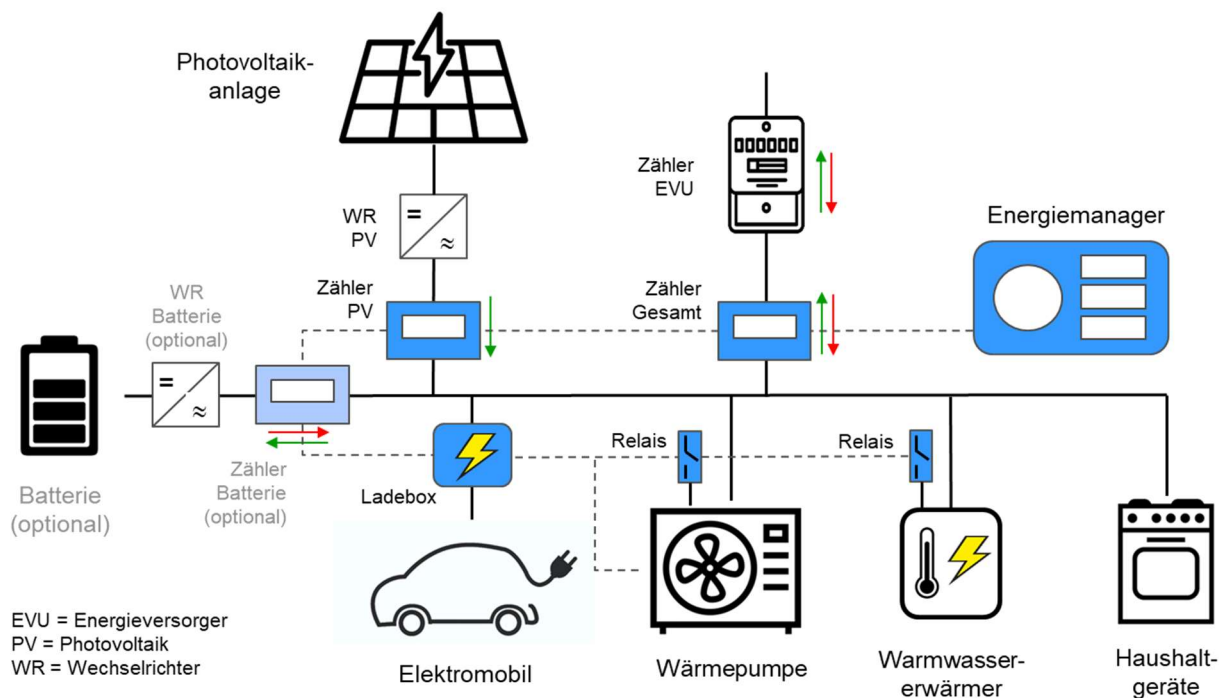 Photovoltaik-
anlage
Zähler
EVU
Energiemanager
WR
PV
WR
Batterie
(optional)
Zähler
PV
Zähler
Gesamt
Batterie
(optional)
Zähler
Batterie
(optional)
Ladebox
Relais
Relais
EVU = Energieversorger
PV = Photovoltaik
WR = Wechselrichter
Elektromobil
Wärmepumpe
Warmwasser-
erwärmer
Haushalt-
geräte